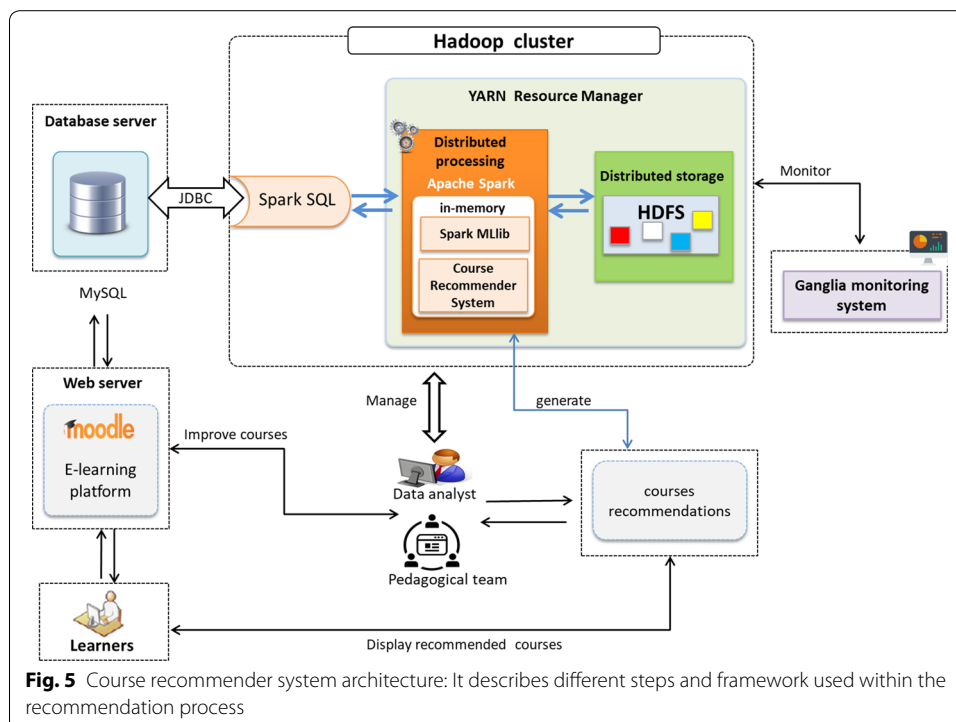 Hadoop cluster
YARN Resource Manager
Database server
Distributed
processing
Apache Spark
in-memory
Spark MLlib
Course
Recommender
System
Distributed storage
HDFS
Spark SQL
JDBC
Monitor
Ganglia monitoring
system
MySQL
Web server
moodle
E-learning
platform
Manage
generate
Improve courses
Data analyst
Pedagogical team
courses
recommendations
Learners
Display recommended courses
Fig. 5 Course recommender system architecture: It describes different steps and framework used within the
recommendation process